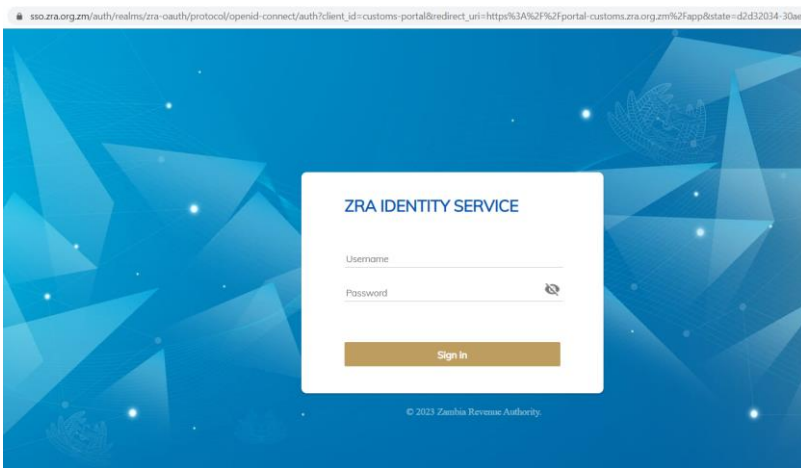 sso.zra.org.zm/auth/realms/zra-oauth/protocol/openid-connect/auth?client_id=customs-portal&redirect_uri=https%3A%2F%2Fportal-customs.zra.org.zm%2Fapp&state=d2d32034-30ae
ZRA IDENTITY SERVICE
Username
Password
Sign In
© 2023 Zambia Revenue Authority.